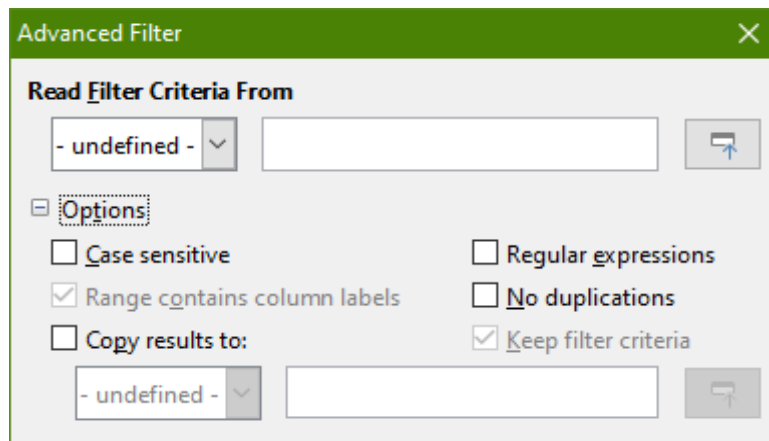 Advanced Filter
Read Filter Criteria From
- undefined -
Options
Case sensitive
Regular expressions
Range contains column labels
No duplications
Copy results to:
Keep filter criteria
- undefined -